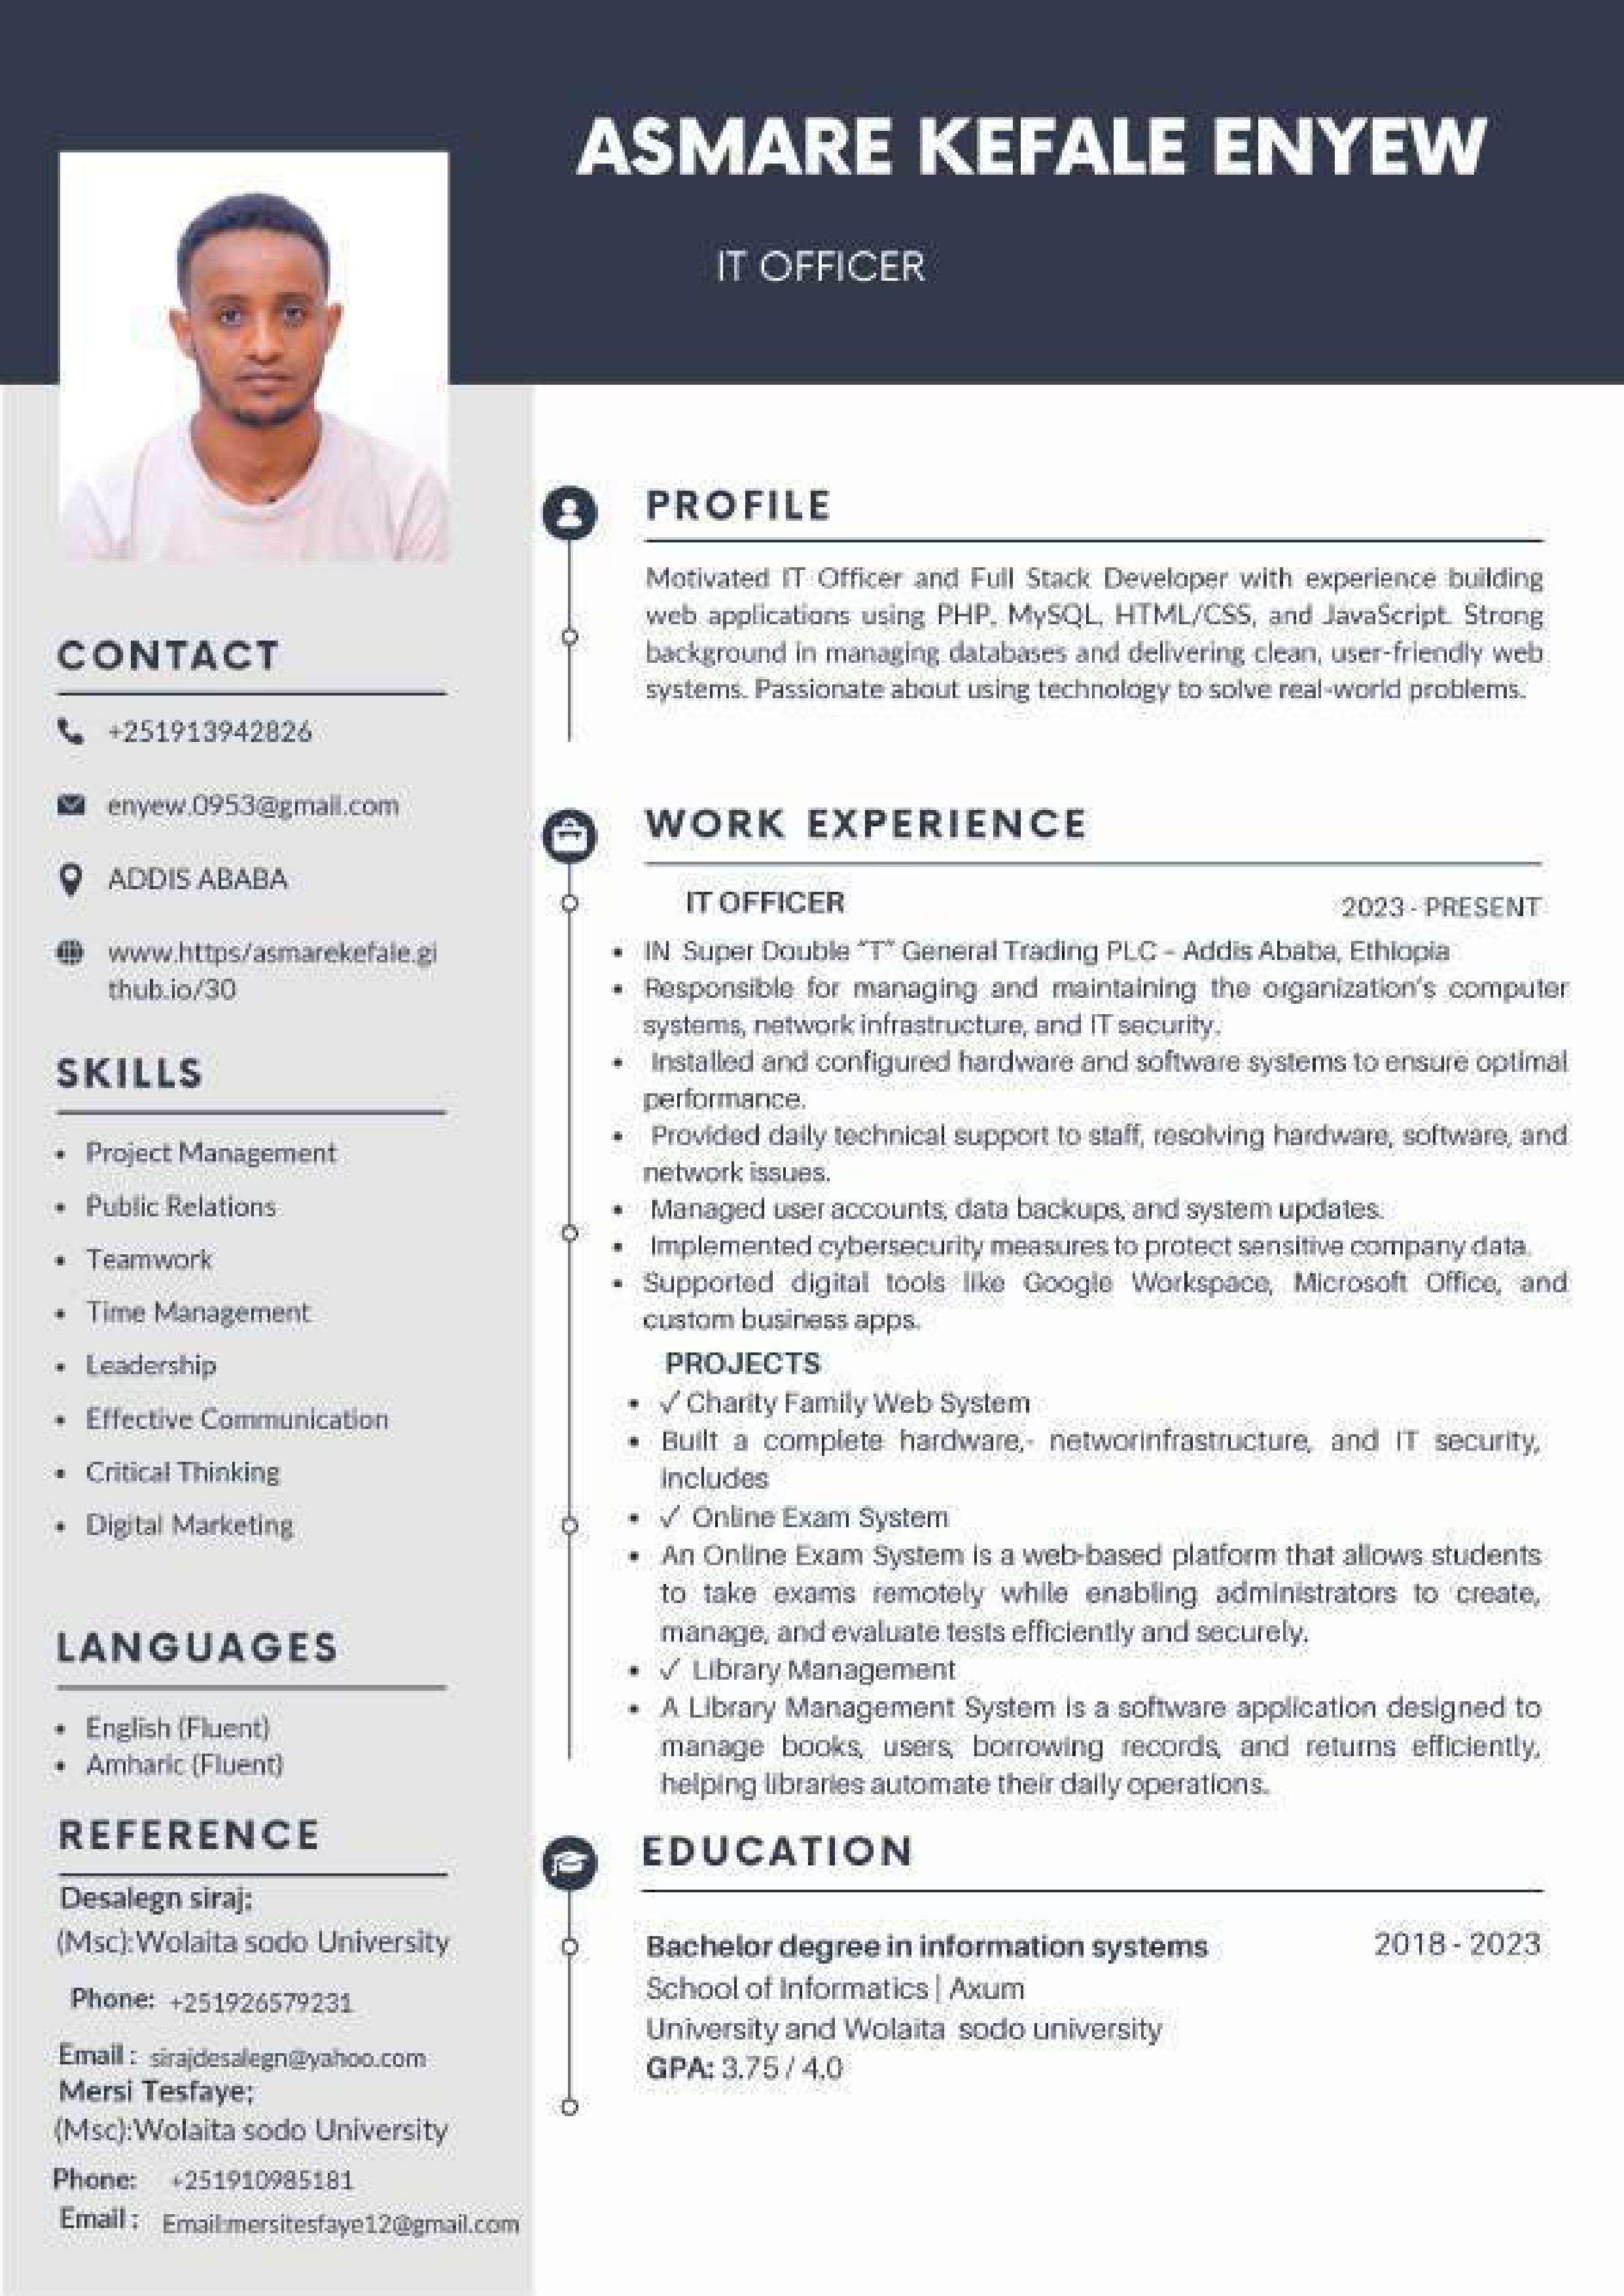 ASMARE KEFALE ENYEW
IT OFFICER
CONTACT
+251913942826
enyew.0953@gmail.com
ADDIS ABABA
www.https/asmarekefale.gi
thub.io/30
SKILLS
• Project Management
• Public Relations
• Teamwork
• Time Management
• Leadership
• Effective Communication
• Critical Thinking
• Digital Marketing
LANGUAGES
• English (Fluent)
• Amharic (Fluent)
REFERENCE
Desalegn siraj;
(Msc):Wolaita sodo University
Phone: +251926579231
Email : sirajdesalegn@yahoo.com
Mersi Tesfaye;
(Msc):Wolaita sodo University
Phone: +251910985181
Email : Email:mersitesfaye12@gmail.com
PROFILE
Motivated IT Officer and Full Stack Developer with experience building
web applications using PHP, MySQL, HTML/CSS, and JavaScript. Strong
background in managing databases and delivering clean, user-friendly web
systems. Passionate about using technology to solve real-world problems.
WORK EXPERIENCE
IT OFFICER 2023 - PRESENT
• IN Super Double “T” General Trading PLC – Addis Ababa, Ethiopia
• Responsible for managing and maintaining the organization’s computer
systems, network infrastructure, and IT security.
• Installed and configured hardware and software systems to ensure optimal
performance.
• Provided daily technical support to staff, resolving hardware, software, and
network issues.
• Managed user accounts, data backups, and system updates.
• Implemented cybersecurity measures to protect sensitive company data.
• Supported digital tools like Google Workspace, Microsoft Office, and
custom business apps.
PROJECTS
• ✓ Charity Family Web System
• Built a complete hardware,- networinfrastructure, and IT security,
includes
• ✓ Online Exam System
• An Online Exam System is a web-based platform that allows students
to take exams remotely while enabling administrators to create,
manage, and evaluate tests efficiently and securely.
• ✓ Library Management
• A Library Management System is a software application designed to
manage books, users, borrowing records, and returns efficiently,
helping libraries automate their daily operations.
EDUCATION
Bachelor degree in information systems 2018 - 2023
School of Informatics | Axum
University and Wolaita sodo university
GPA: 3.75 / 4.0